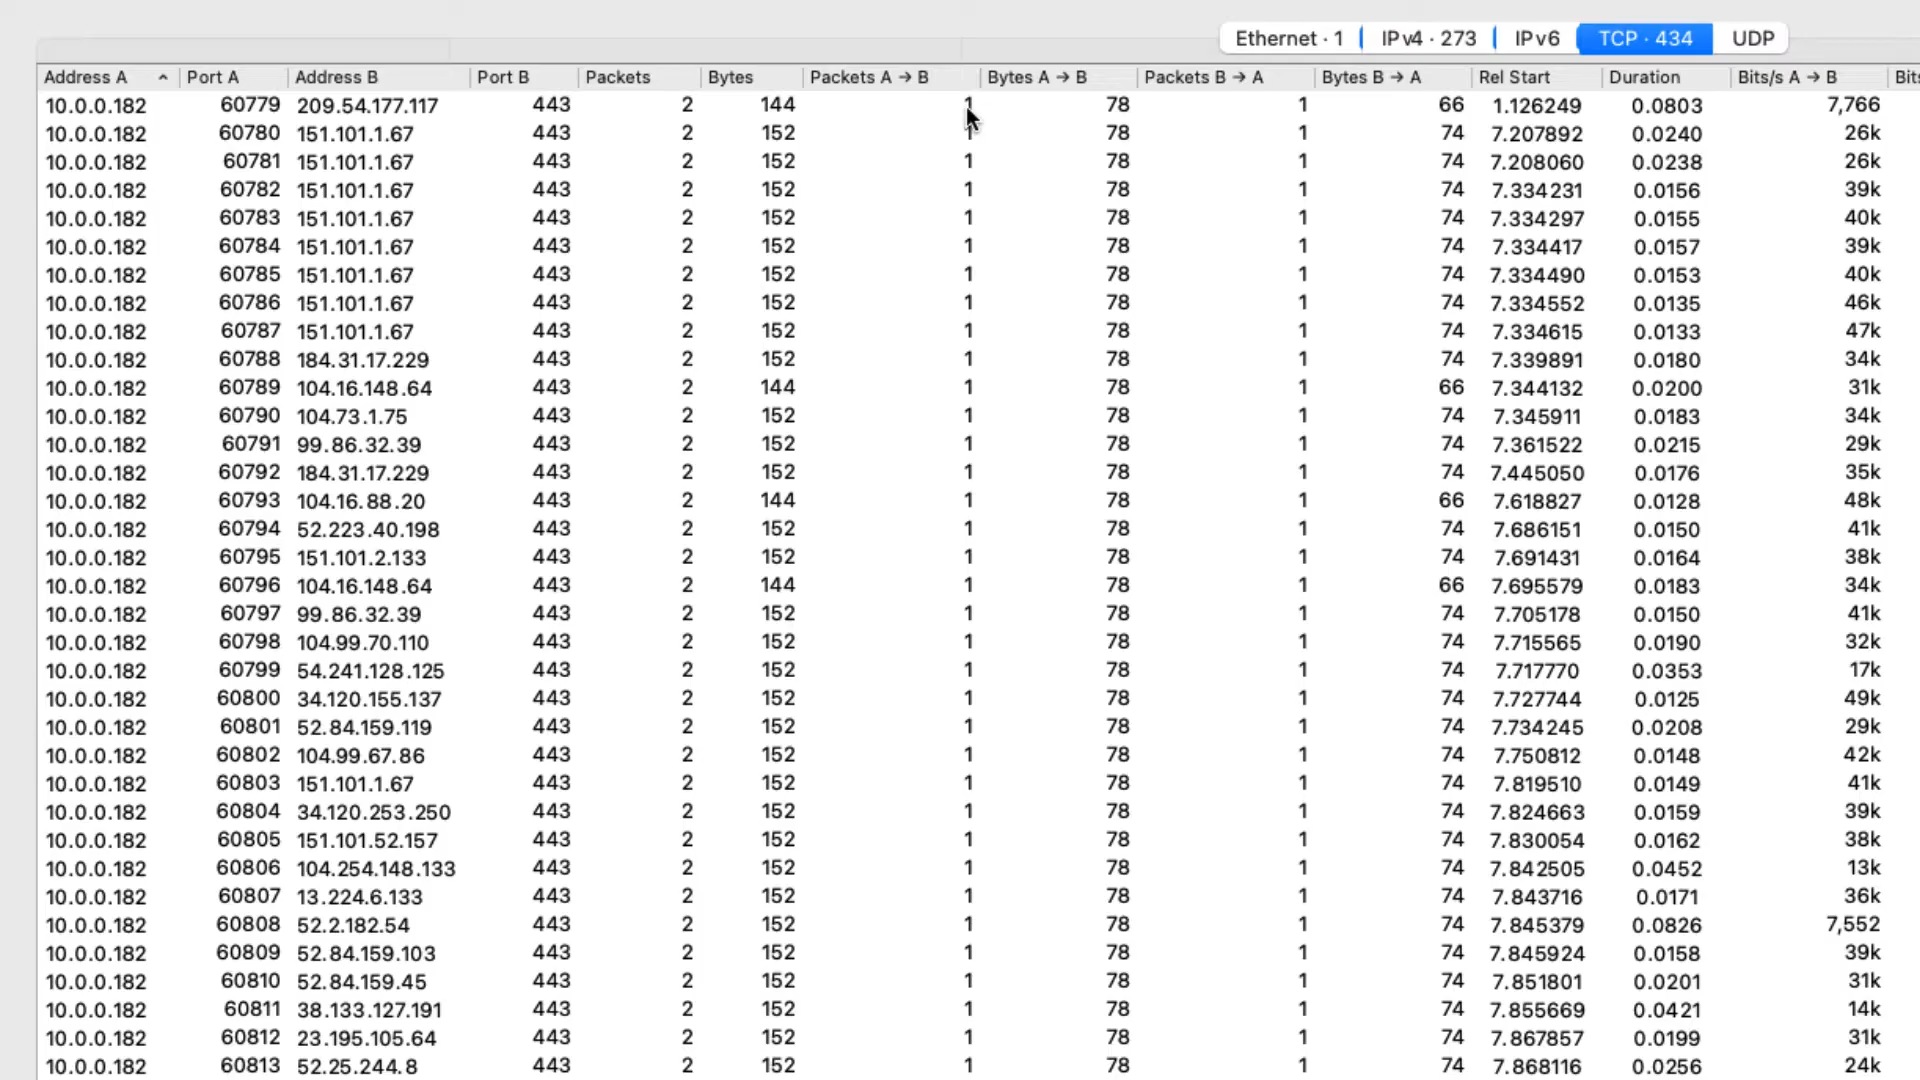 Ethernet · 1 IPv4 · 273 IPv6 TCP · 434 UDP
Address A Port A Address B Port B Packets Bytes Packets A → B Bytes A → B Packets B → A Bytes B → A Rel Start Duration Bits/s A → B Bits
10.0.0.182 60779 209.54.177.117 443 2 144 1 78 1 66 1.126249 0.0803 7,766
10.0.0.182 60780 151.101.1.67 443 2 152 1 78 1 74 7.207892 0.0240 26k
10.0.0.182 60781 151.101.1.67 443 2 152 1 78 1 74 7.208060 0.0238 26k
10.0.0.182 60782 151.101.1.67 443 2 152 1 78 1 74 7.334231 0.0156 39k
10.0.0.182 60783 151.101.1.67 443 2 152 1 78 1 74 7.334297 0.0155 40k
10.0.0.182 60784 151.101.1.67 443 2 152 1 78 1 74 7.334417 0.0157 39k
10.0.0.182 60785 151.101.1.67 443 2 152 1 78 1 74 7.334490 0.0153 40k
10.0.0.182 60786 151.101.1.67 443 2 152 1 78 1 74 7.334552 0.0135 46k
10.0.0.182 60787 151.101.1.67 443 2 152 1 78 1 74 7.334615 0.0133 47k
10.0.0.182 60788 184.31.17.229 443 2 152 1 78 1 74 7.339891 0.0180 34k
10.0.0.182 60789 104.16.148.64 443 2 144 1 78 1 66 7.344132 0.0200 31k
10.0.0.182 60790 104.73.1.75 443 2 152 1 78 1 74 7.345911 0.0183 34k
10.0.0.182 60791 99.86.32.39 443 2 152 1 78 1 74 7.361522 0.0215 29k
10.0.0.182 60792 184.31.17.229 443 2 152 1 78 1 74 7.445050 0.0176 35k
10.0.0.182 60793 104.16.88.20 443 2 144 1 78 1 66 7.618827 0.0128 48k
10.0.0.182 60794 52.223.40.198 443 2 152 1 78 1 74 7.686151 0.0150 41k
10.0.0.182 60795 151.101.2.133 443 2 152 1 78 1 74 7.691431 0.0164 38k
10.0.0.182 60796 104.16.148.64 443 2 144 1 78 1 66 7.695579 0.0183 34k
10.0.0.182 60797 99.86.32.39 443 2 152 1 78 1 74 7.705178 0.0150 41k
10.0.0.182 60798 104.99.70.110 443 2 152 1 78 1 74 7.715565 0.0190 32k
10.0.0.182 60799 54.241.128.125 443 2 152 1 78 1 74 7.717770 0.0353 17k
10.0.0.182 60800 34.120.155.137 443 2 152 1 78 1 74 7.727744 0.0125 49k
10.0.0.182 60801 52.84.159.119 443 2 152 1 78 1 74 7.734245 0.0208 29k
10.0.0.182 60802 104.99.67.86 443 2 152 1 78 1 74 7.750812 0.0148 42k
10.0.0.182 60803 151.101.1.67 443 2 152 1 78 1 74 7.819510 0.0149 41k
10.0.0.182 60804 34.120.253.250 443 2 152 1 78 1 74 7.824663 0.0159 39k
10.0.0.182 60805 151.101.52.157 443 2 152 1 78 1 74 7.830054 0.0162 38k
10.0.0.182 60806 104.254.148.133 443 2 152 1 78 1 74 7.842505 0.0452 13k
10.0.0.182 60807 13.224.6.133 443 2 152 1 78 1 74 7.843716 0.0171 36k
10.0.0.182 60808 52.2.182.54 443 2 152 1 78 1 74 7.845379 0.0826 7,552
10.0.0.182 60809 52.84.159.103 443 2 152 1 78 1 74 7.845924 0.0158 39k
10.0.0.182 60810 52.84.159.45 443 2 152 1 78 1 74 7.851801 0.0201 31k
10.0.0.182 60811 38.133.127.191 443 2 152 1 78 1 74 7.855669 0.0421 14k
10.0.0.182 60812 23.195.105.64 443 2 152 1 78 1 74 7.867857 0.0199 31k
10.0.0.182 60813 52.25.244.8 443 2 152 1 78 1 74 7.868116 0.0256 24k